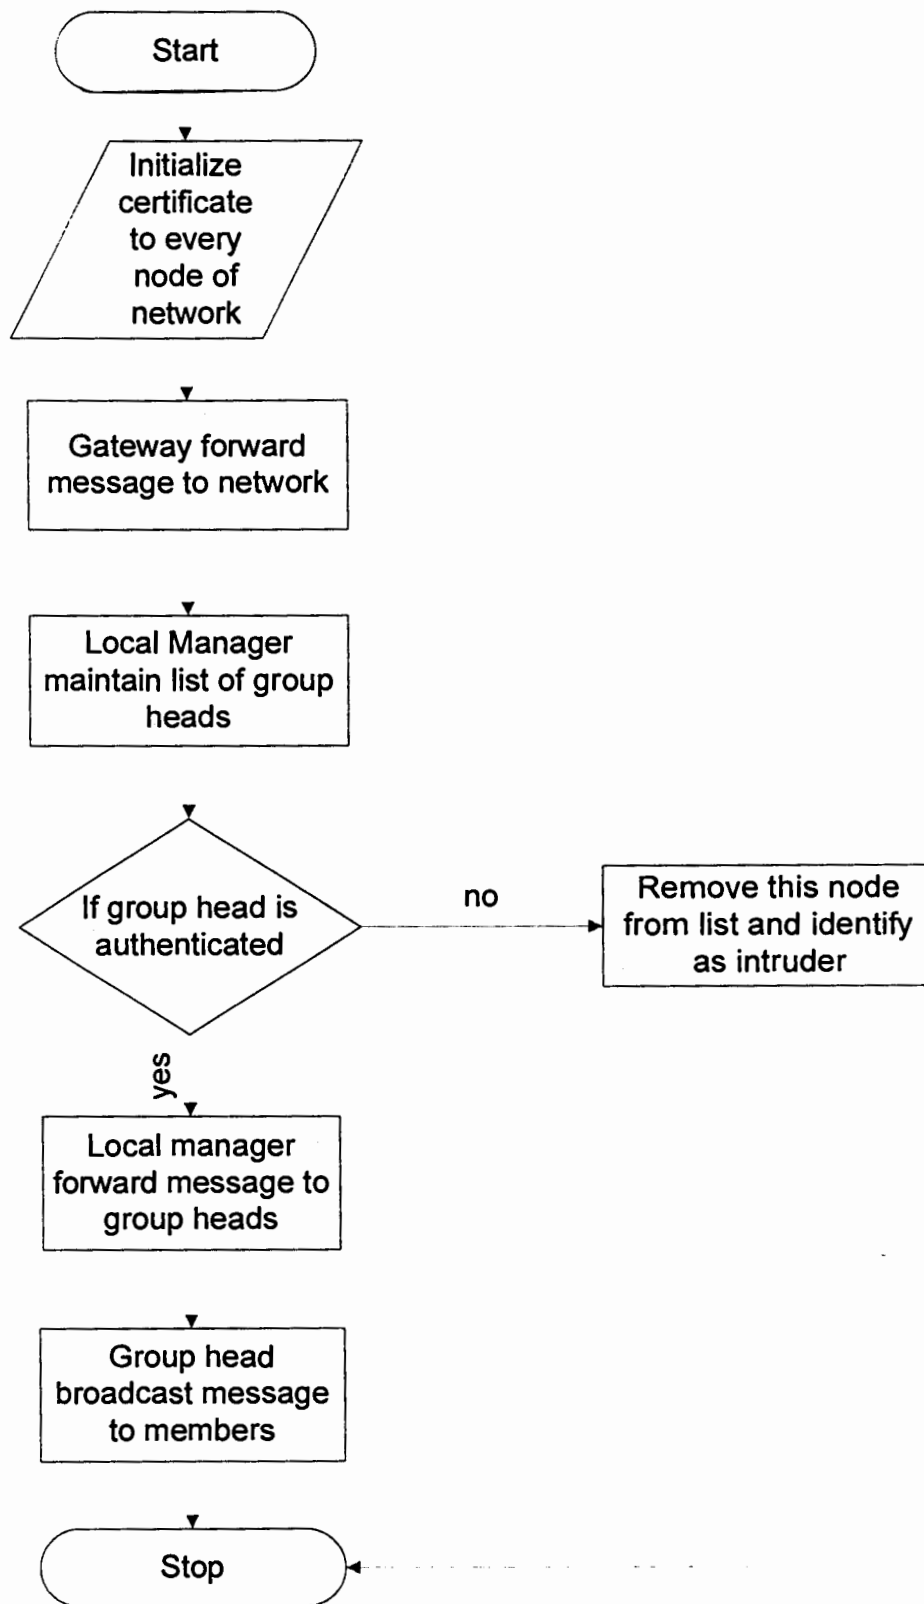 Start
Initialize
certificate
to every
node of
network
Gateway forward
message to network
Local Manager
maintain list of group
heads
If group head is
authenticated
no
Remove this node
from list and identify
as intruder
yes
Local manager
forward message to
group heads
Group head
broadcast message
to members
Stop